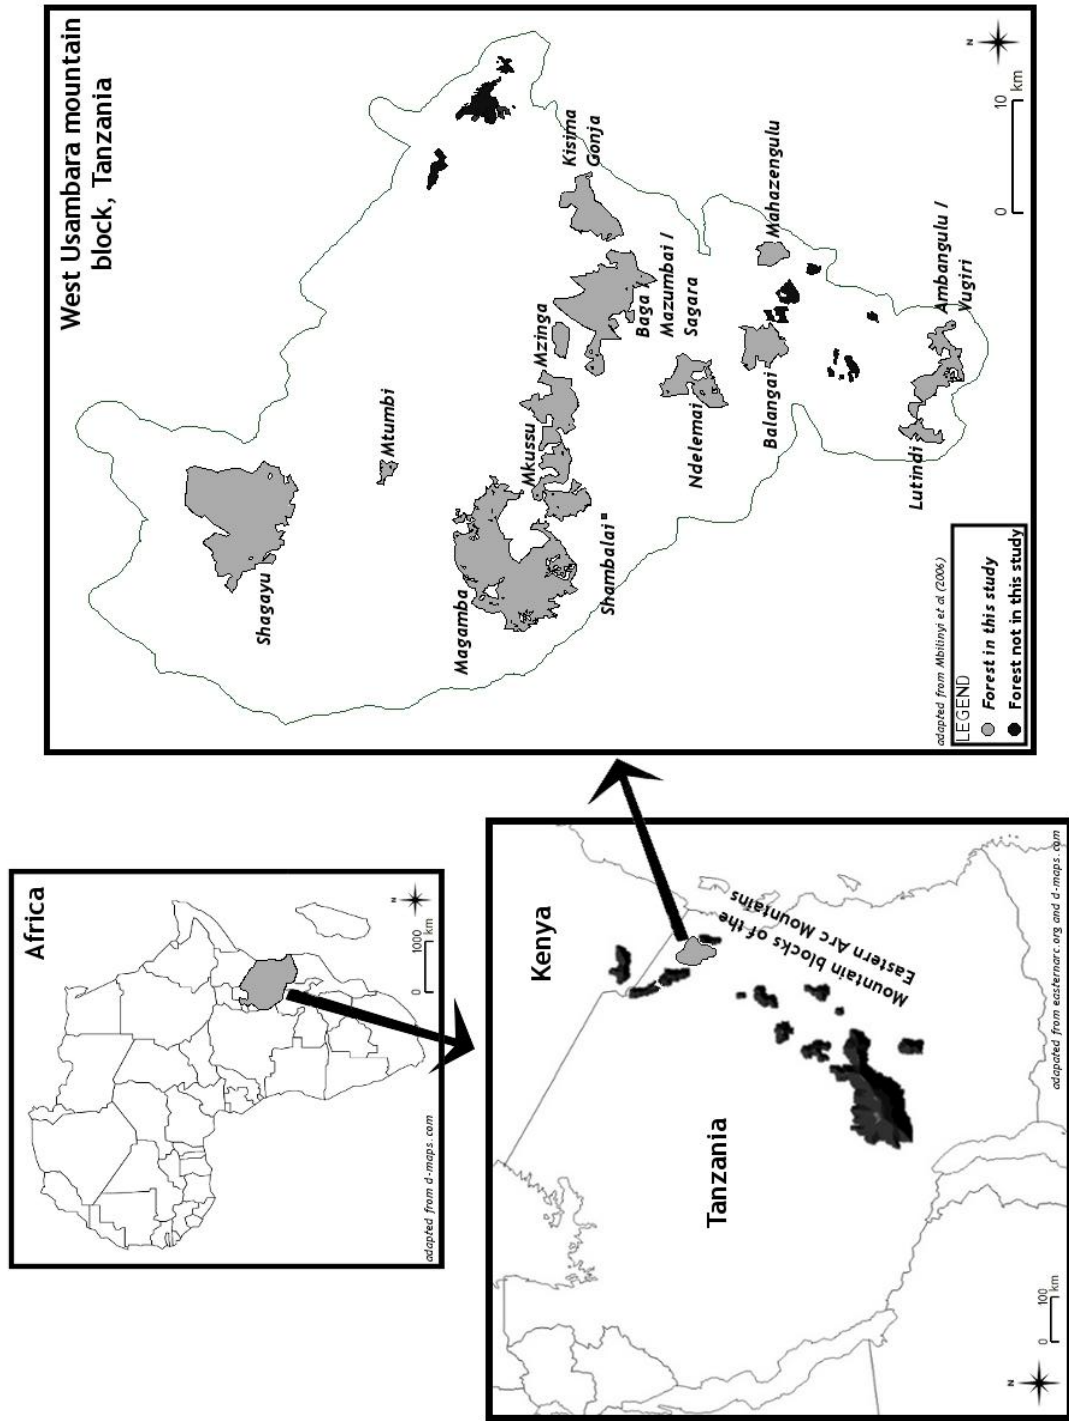 Africa
N
0 1000
km
adapted from d-maps.com
Kenya
Tanzania
Mountain blocks of the
Eastern Arc Mountains
N
0 100
km
adapated from easternarc.org and d-maps.com
West Usambara mountain
block, Tanzania
Shagayu
Mtumbi
Magamba
Mkussu
Mzinga
Kisima
Gonja
Shambalai
Baga /
Mazumbai /
Sagara
Ndelemai
Mahazengulu
Balangai
Lutindi
Ambangulu /
Vugiri
N
0 10
km
adapted from Mbilinyi et al (2006)
LEGEND
Forest in this study
Forest not in this study